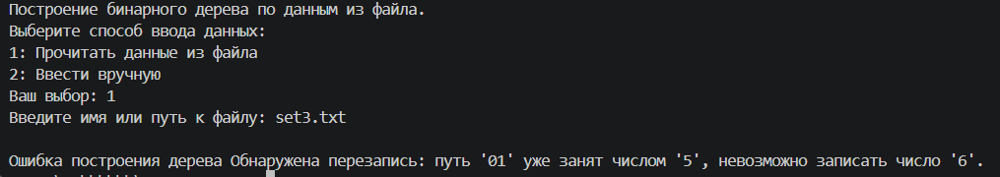 Построение бинарного дерева по данным из файла.
Выберите способ ввода данных:
1: Прочитать данные из файла
2: Ввести вручную
Ваш выбор: 1
Введите имя или путь к файлу: set3.txt
Ошибка построения дерева Обнаружена перезапись: путь '01' уже занят числом '5', невозможно записать число '6'.